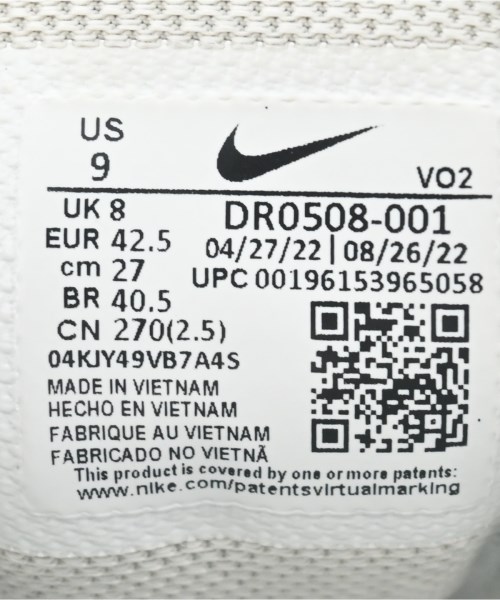 US
9
VO2
UK 8
EUR 42.5
cm 27
BR 40.5
CN 270(2.5)
DR0508-001
04/27/22 | 08/26/22
UPC 00196153965058
04KJY49VB7A4S
MADE IN VIETNAM
HECHO EN VIETNAM
FABRIQUE AU VIETNAM
FABRICADO NO VIETNÃ
This product is covered by one or more patents:
www.nike.com/patentsvirtualmarking